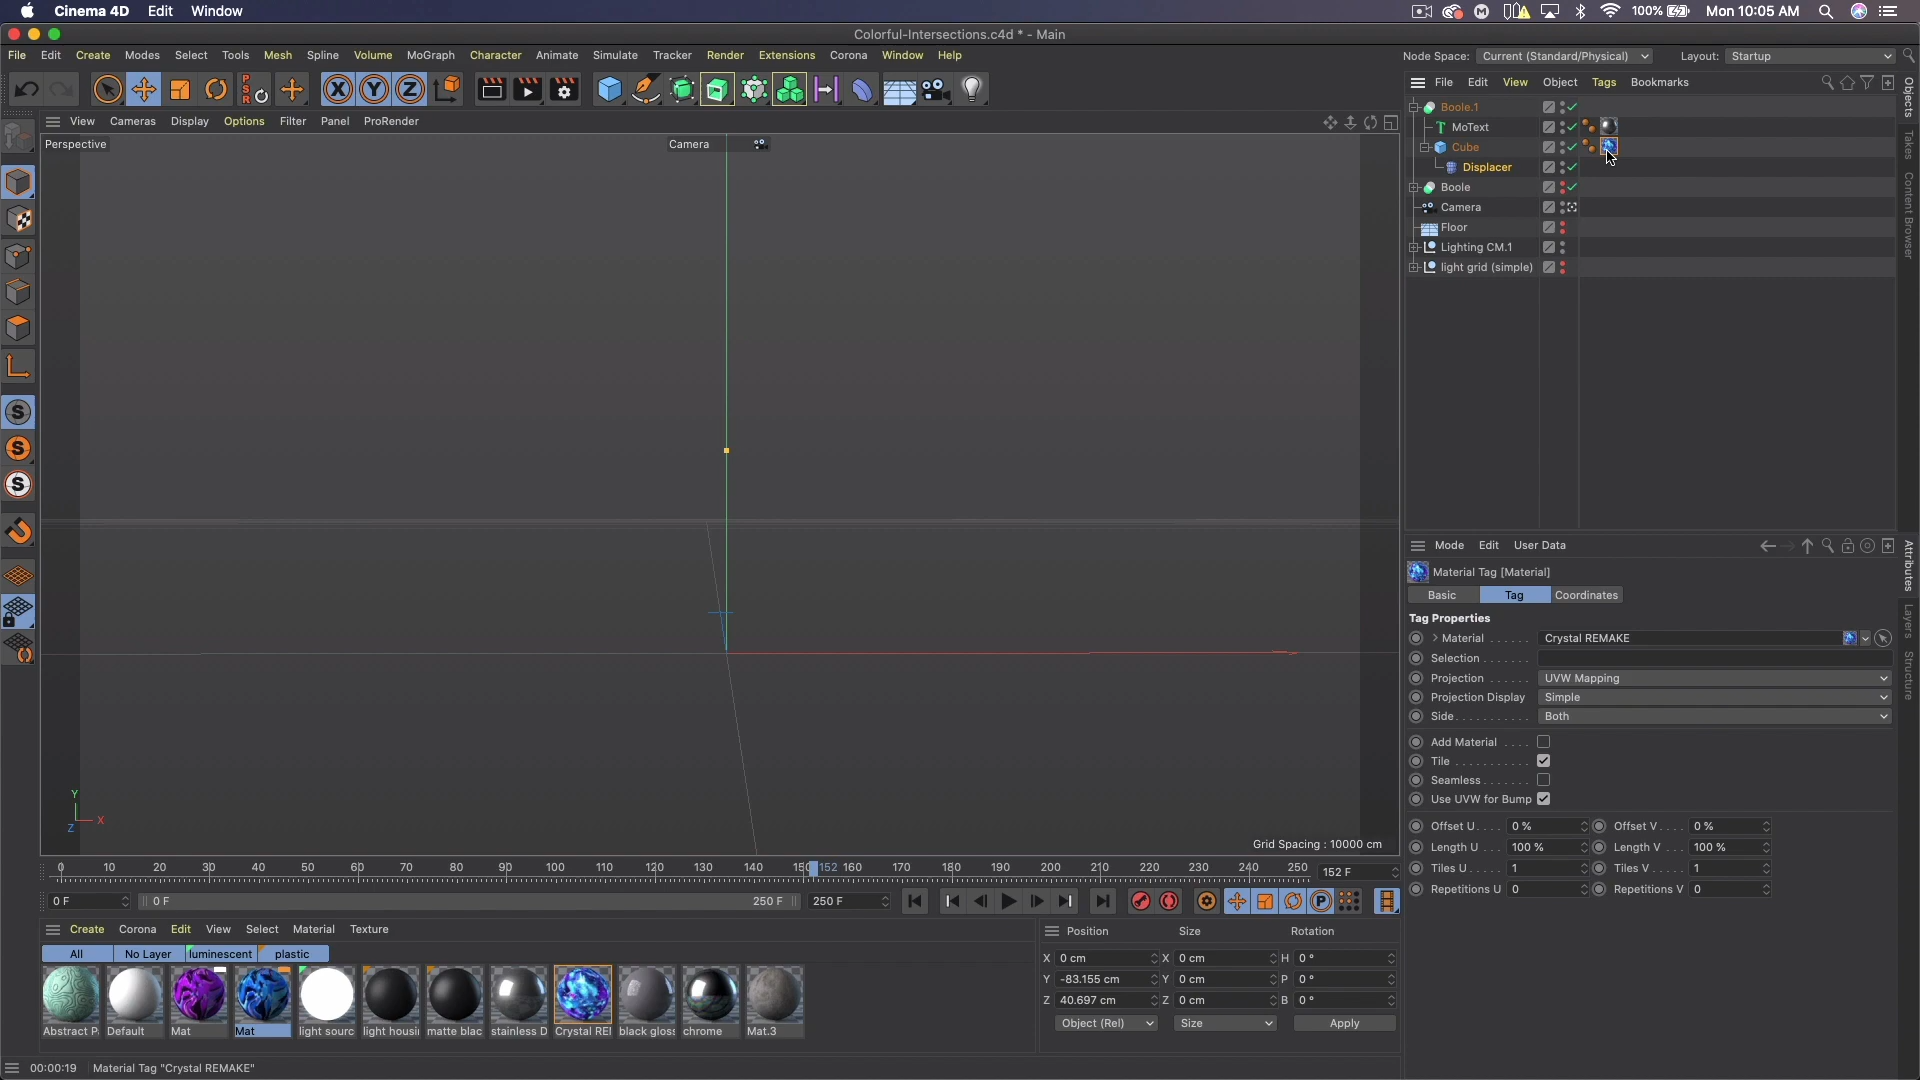 Cinema 4D Edit Window
100% Mon 10:05 AM
Colorful-Intersections.c4d * - Main
File Edit Create Modes Select Tools Mesh Spline Volume MoGraph Character Animate Simulate Tracker Render Extensions Corona Window Help
Node Space: Current (Standard/Physical) Layout: Startup
File Edit View Object Tags Bookmarks
View Cameras Display Options Filter Panel ProRender
Perspective
Camera
Boole.1
MoText
Cube
Displacer
Boole
Camera
Floor
Lighting CM.1
light grid (simple)
Objects
Takes
Content Browser
Mode Edit User Data
Material Tag [Material]
Basic Tag Coordinates
Tag Properties
Material Crystal REMAKE
Selection
Projection UVW Mapping
Projection Display Simple
Side Both
Add Material
Tile
Seamless
Use UVW for Bump
Offset U 0 % Offset V 0 %
Length U 100 % Length V 100 %
Tiles U 1 Tiles V 1
Repetitions U 0 Repetitions V 0
Attributes
Layers
Structure
Y
X
Z
Grid Spacing : 10000 cm
0 10 20 30 40 50 60 70 80 90 100 110 120 130 140 152 160 170 180 190 200 210 220 230 240 250 152 F
0 F 0 F 250 F 250 F
Create Corona Edit View Select Material Texture
All No Layer luminescent plastic
Abstract P Default Mat Mat light sourc light housi matte blac stainless D Crystal REI black gloss chrome Mat.3
Position Size Rotation
X 0 cm X 0 cm H 0 °
Y -83.155 cm Y 0 cm P 0 °
Z 40.697 cm Z 0 cm B 0 °
Object (Rel) Size Apply
00:00:19 Material Tag "Crystal REMAKE"